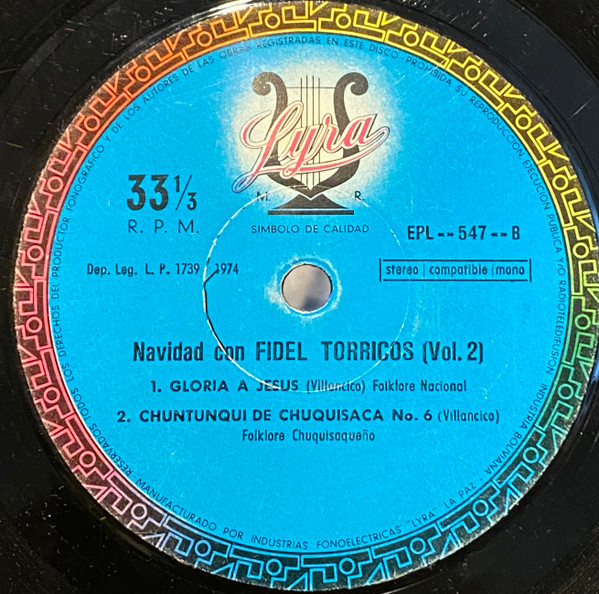 RESERVADOS TODOS LOS DERECHOS DEL PRODUCTOR FONOGRAFICO Y DE LOS AUTORES DE LAS OBRAS REGISTRADAS EN ESTE DISCO - PROHIBIDA SU REPRODUCCION, EJECUCION PUBLICA Y/O RADIOTELEDIFUSION INDUSTRIA BOLIVIANA
Lyra
M. R.
SIMBOLO DE CALIDAD
33 1/3
R. P. M.
EPL -- 547 -- B
Dep. Leg. L. P. 1739 / 1974
stereo | compatible | mono
Navidad con FIDEL TORRICOS (Vol. 2)
1. GLORIA A JESUS (Villancico) Folklore Nacional
2. CHUNTUNQUI DE CHUQUISACA No. 6 (Villancico)
Folklore Chuquisaqueño
MANUFACTURADO POR INDUSTRIAS FONOELECTRICAS "LYRA" LA PAZ -